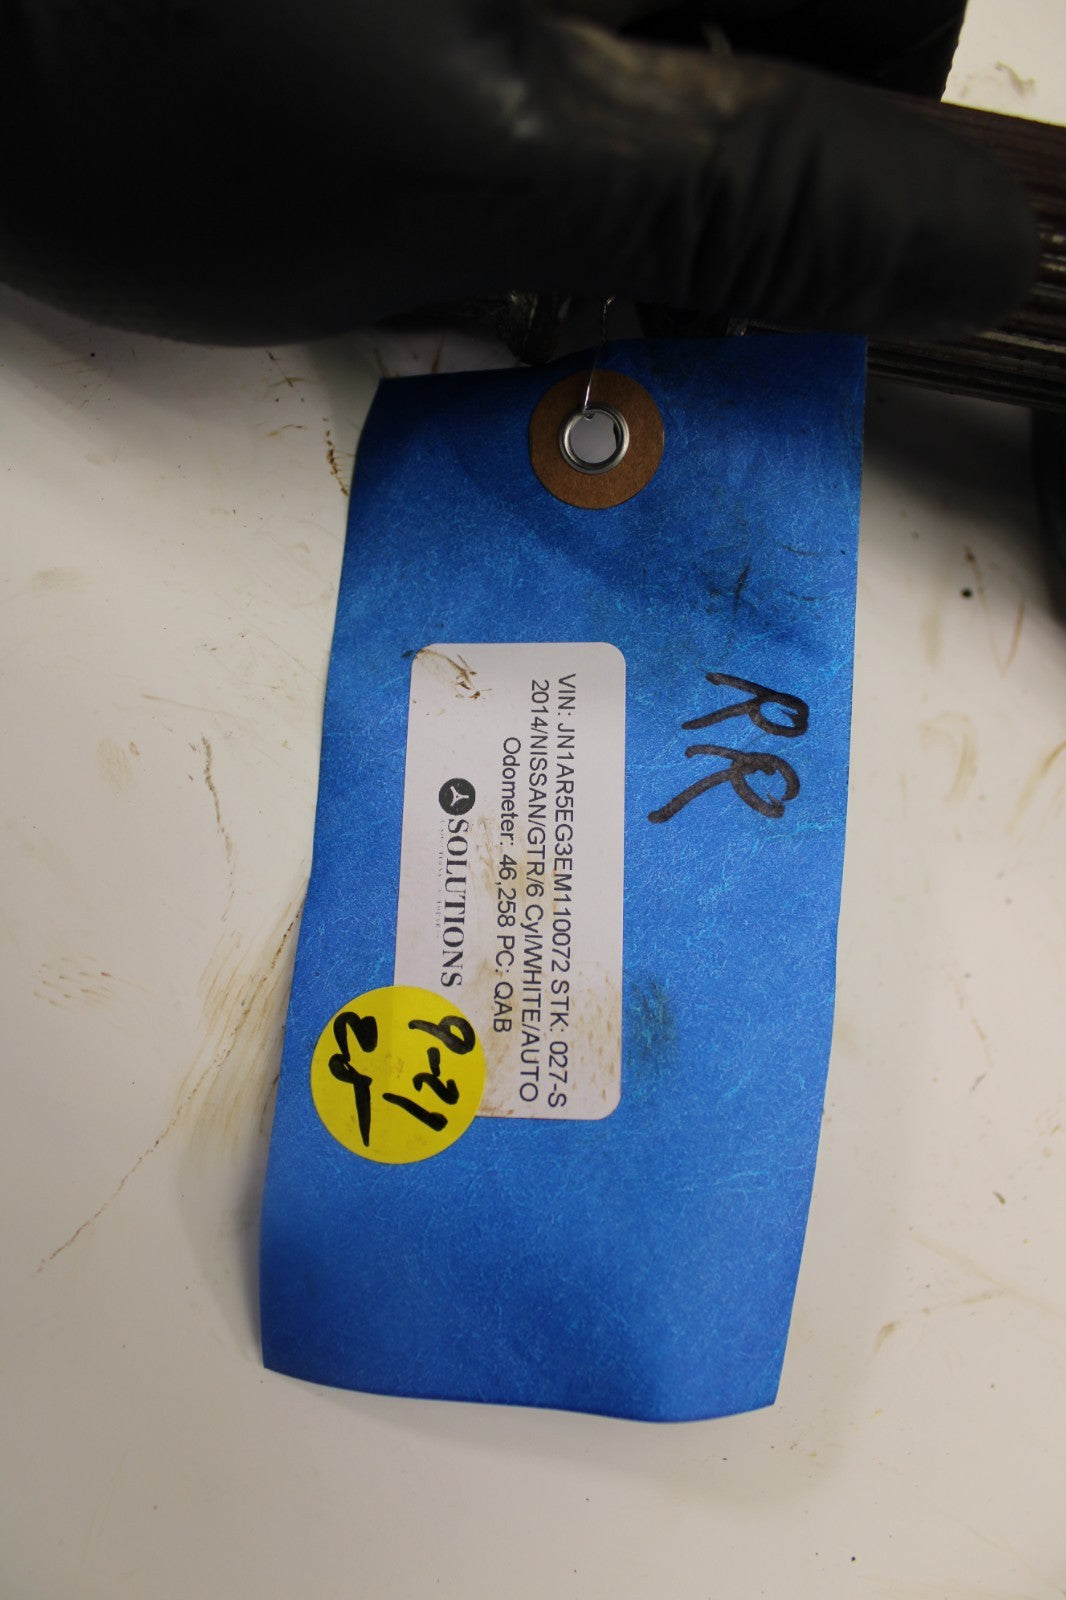 RR
VIN: JN1AR5EG3EM110072 STK: 027-S
2014/NISSAN/GTR/6 Cyl/WHITE/AUTO
Odometer: 46,258 PC: QAB
SOLUTIONS
9-21